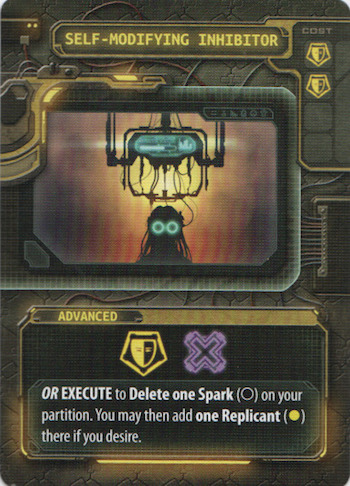 SELF-MODIFYING INHIBITOR
COST
ADVANCED
OR EXECUTE to Delete one Spark (○) on your
partition. You may then add one Replicant (●)
there if you desire.